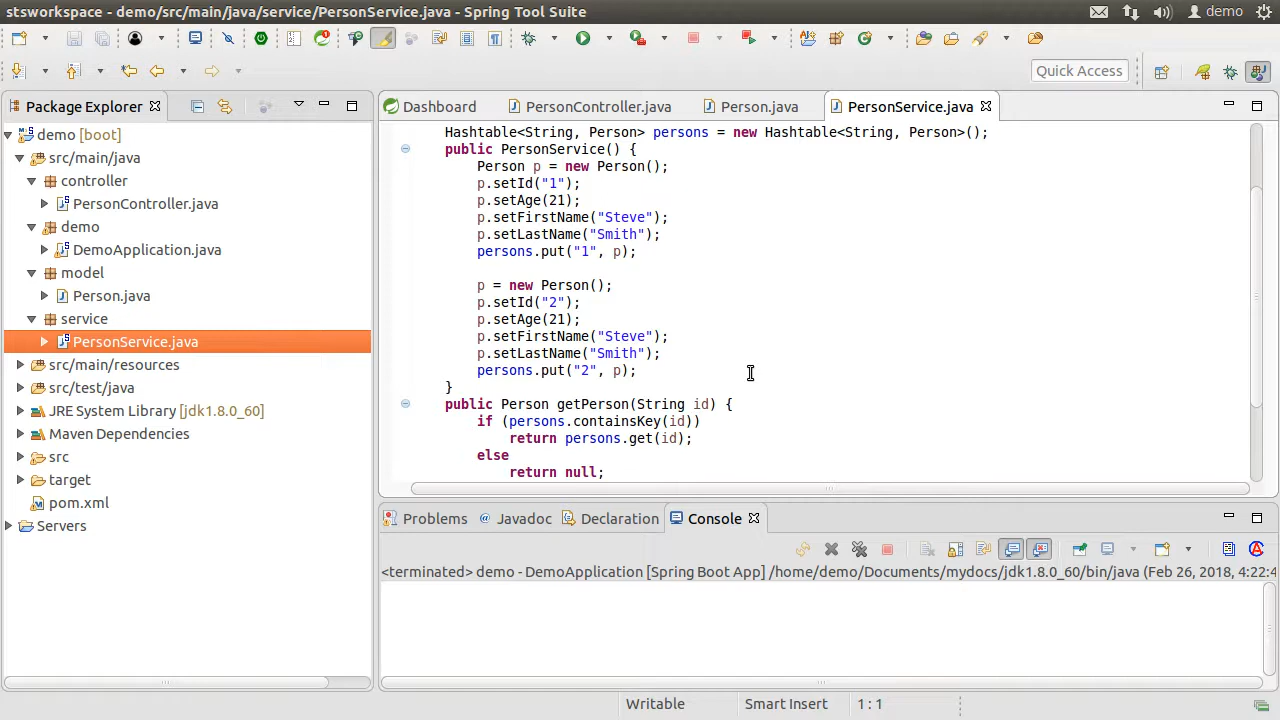 stsworkspace - demo/src/main/java/service/PersonService.java - Spring Tool Suite
demo
Quick Access
Package Explorer
demo [boot]
src/main/java
controller
PersonController.java
demo
DemoApplication.java
model
Person.java
service
PersonService.java
src/main/resources
src/test/java
JRE System Library [jdk1.8.0_60]
Maven Dependencies
src
target
pom.xml
Servers
Dashboard PersonController.java Person.java PersonService.java
Hashtable<String, Person> persons = new Hashtable<String, Person>();
public PersonService() {
Person p = new Person();
p.setId("1");
p.setAge(21);
p.setFirstName("Steve");
p.setLastName("Smith");
persons.put("1", p);
p = new Person();
p.setId("2");
p.setAge(21);
p.setFirstName("Steve");
p.setLastName("Smith");
persons.put("2", p);
}
public Person getPerson(String id) {
if (persons.containsKey(id))
return persons.get(id);
else
return null;
Problems @ Javadoc Declaration Console
<terminated> demo - DemoApplication [Spring Boot App] /home/demo/Documents/mydocs/jdk1.8.0_60/bin/java (Feb 26, 2018, 4:22:4
Writable Smart Insert 1 : 1